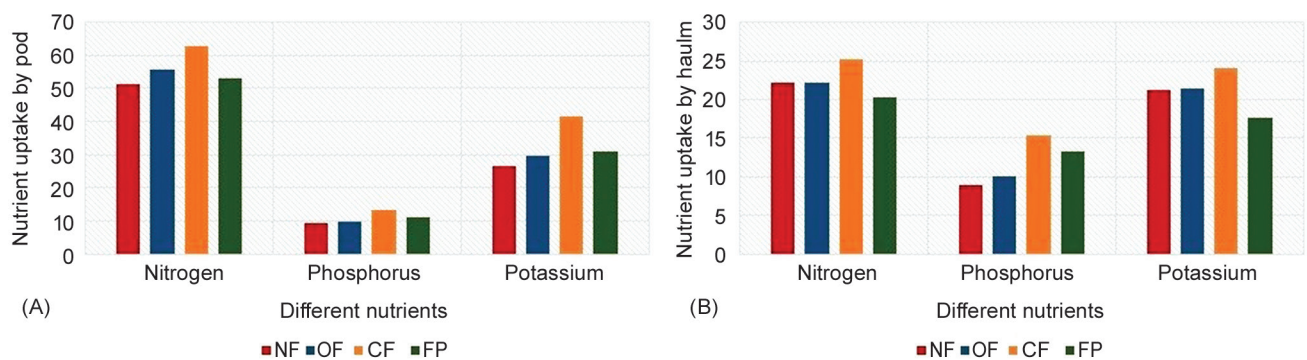 Nutrient uptake by pod
70
60
50
40
30
20
10
0
Nitrogen Phosphorus Potassium
Different nutrients
(A)
NF OF CF FP
Nutrient uptake by haulm
30
25
20
15
10
5
0
Nitrogen Phosphorus Potassium
Different nutrients
(B)
NF OF CF FP